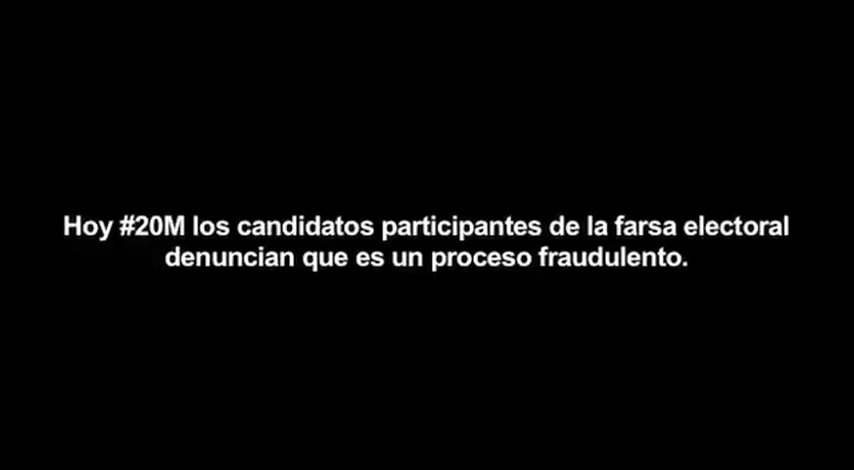 Hoy #20M los candidatos participantes de la farsa electoral
denuncian que es un proceso fraudulento.